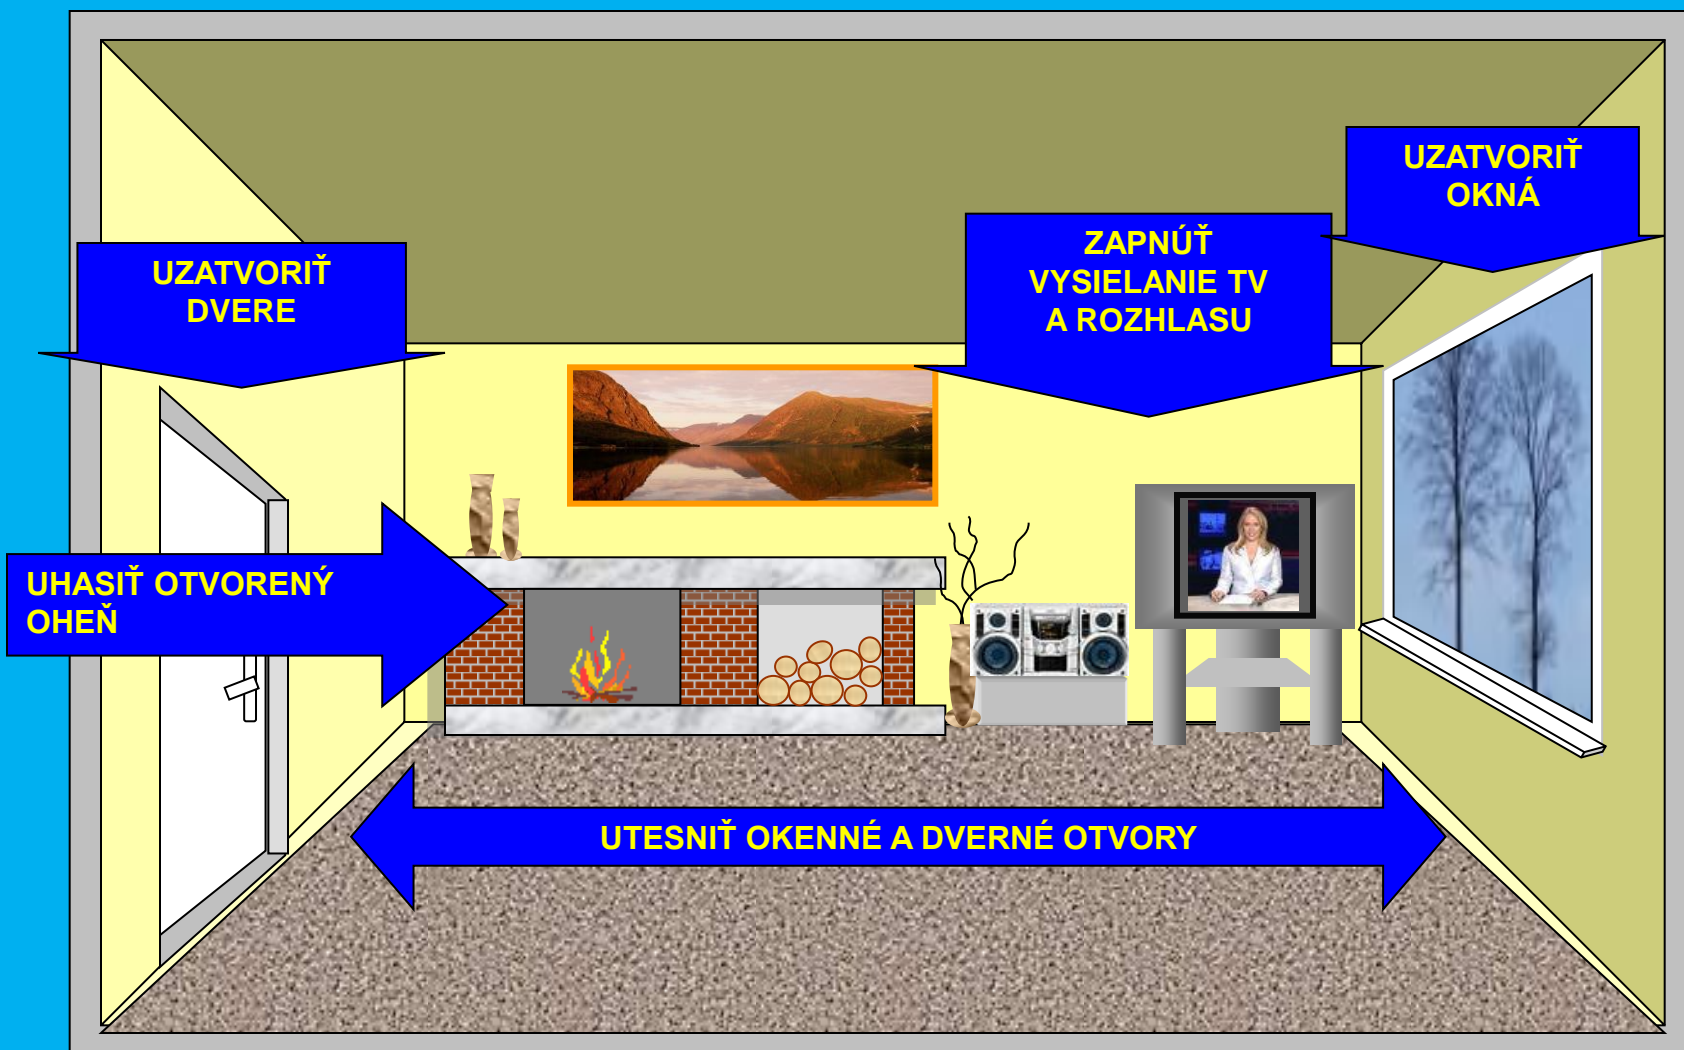 UZATVORIŤ
OKNÁ
ZAPNÚŤ
VYSIELANIE TV
A ROZHLASU
UZATVORIŤ
DVERE
UHASIŤ OTVORENÝ
OHEŇ
UTESNIŤ OKENNÉ A DVERNÉ OTVORY